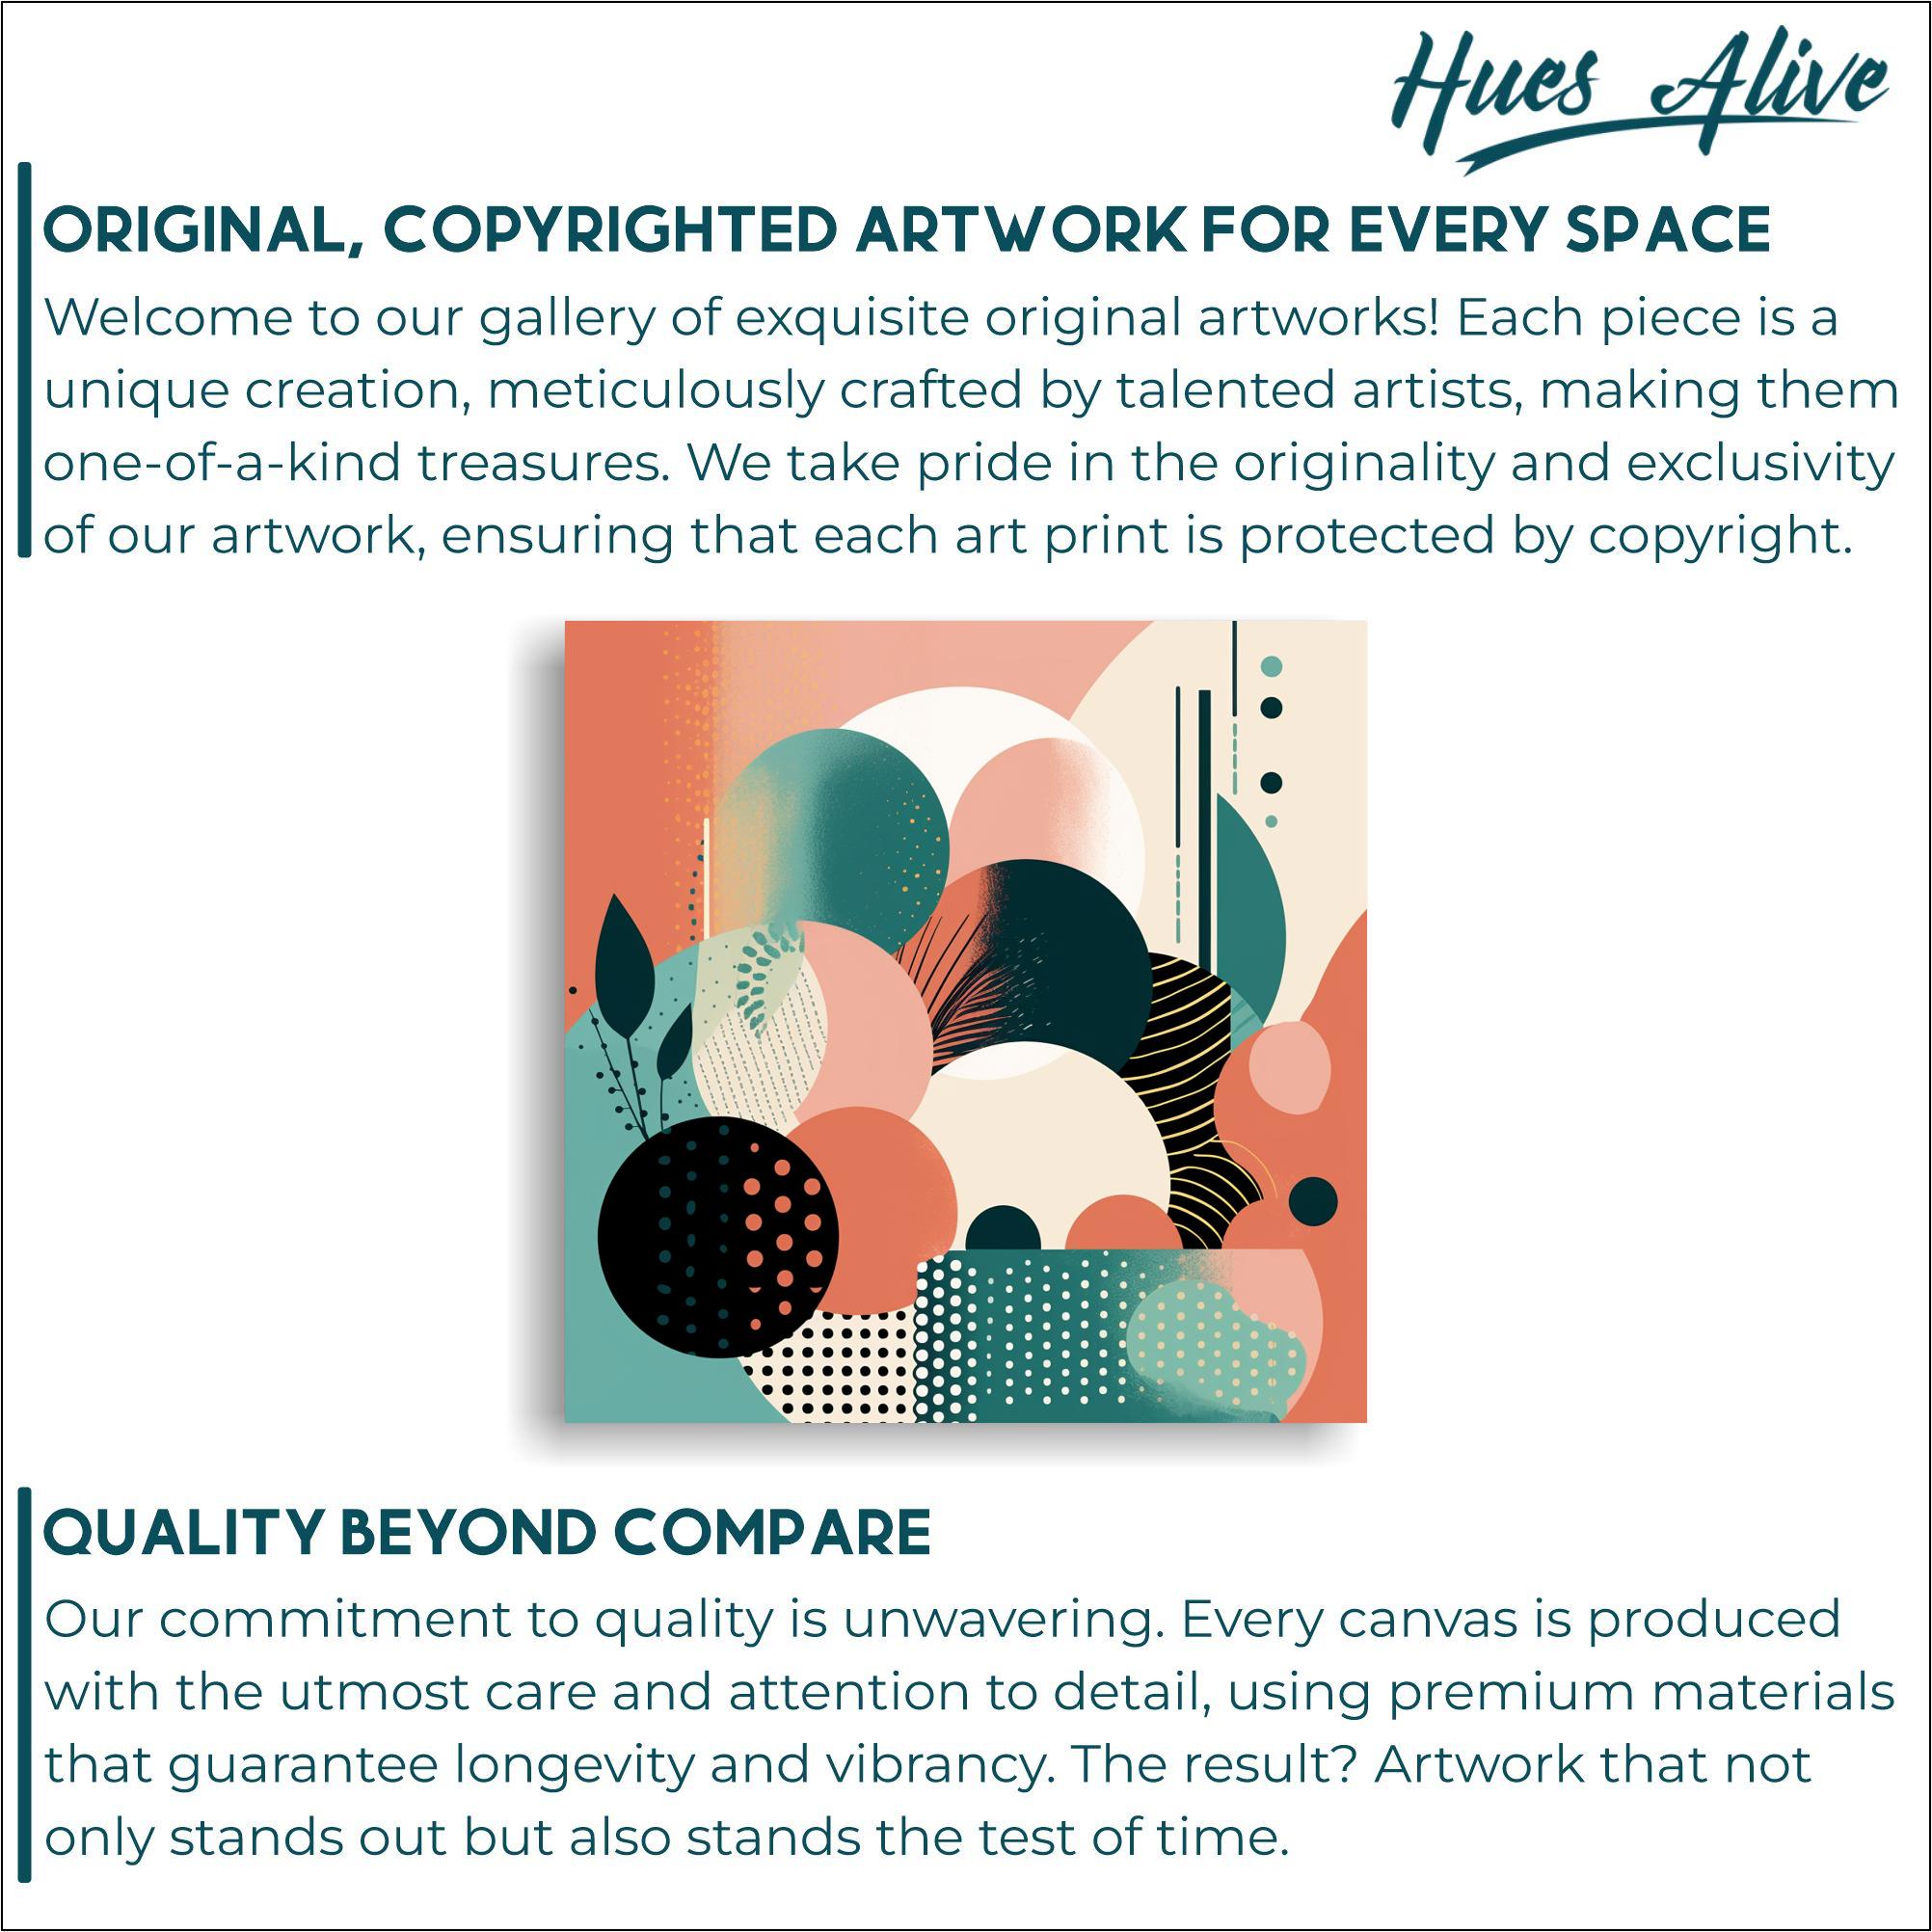 Hues Alive
ORIGINAL, COPYRIGHTED ARTWORK FOR EVERY SPACE
Welcome to our gallery of exquisite original artworks! Each piece is a
unique creation, meticulously crafted by talented artists, making them
one-of-a-kind treasures. We take pride in the originality and exclusivity
of our artwork, ensuring that each art print is protected by copyright.
QUALITY BEYOND COMPARE
Our commitment to quality is unwavering. Every canvas is produced
with the utmost care and attention to detail, using premium materials
that guarantee longevity and vibrancy. The result? Artwork that not
only stands out but also stands the test of time.